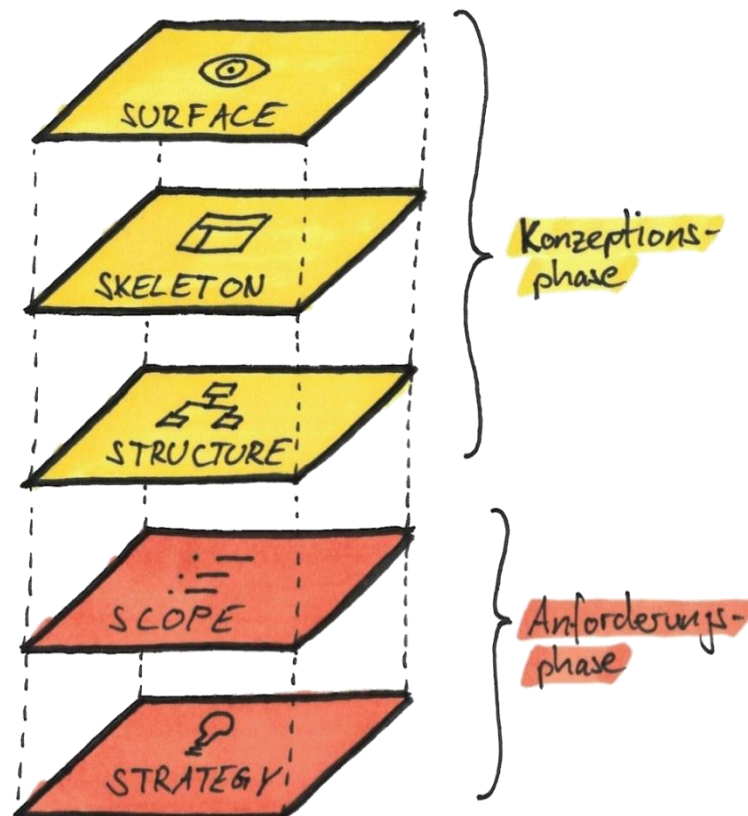 SURFACE
SKELETON
Konzeptions-
phase
STRUCTURE
SCOPE
Anforderungs-
phase
STRATEGY